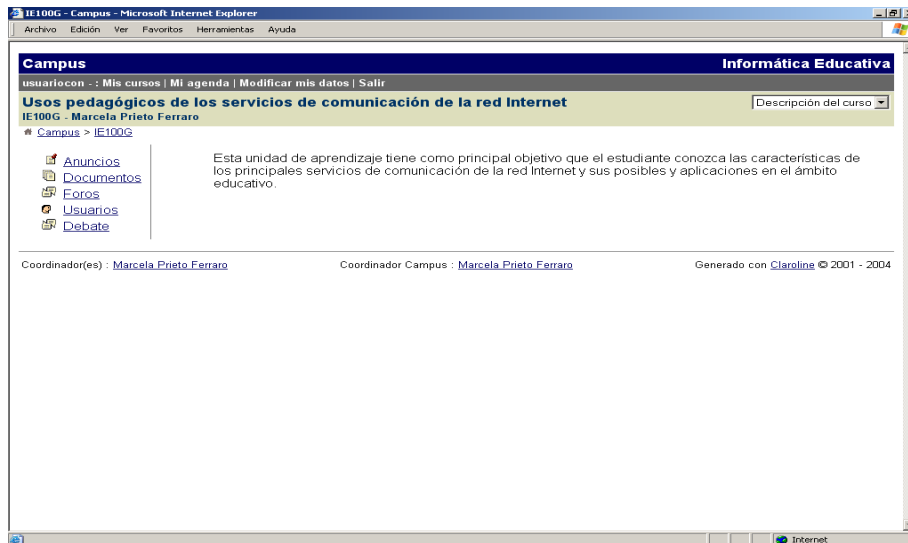 IE100G - Campus - Microsoft Internet Explorer
Archivo Edición Ver Favoritos Herramientas Ayuda
Campus Informática Educativa
usuariocon - : Mis cursos | Mi agenda | Modificar mis datos | Salir
Usos pedagógicos de los servicios de comunicación de la red Internet Descripción del curso
IE100G - Marcela Prieto Ferraro
Campus > IE100G
Anuncios
Documentos
Foros
Usuarios
Debate
Esta unidad de aprendizaje tiene como principal objetivo que el estudiante conozca las características de
los principales servicios de comunicación de la red Internet y sus posibles y aplicaciones en el ámbito
educativo.
Coordinador(es) : Marcela Prieto Ferraro Coordinador Campus : Marcela Prieto Ferraro Generado con Claroline © 2001 - 2004
Internet